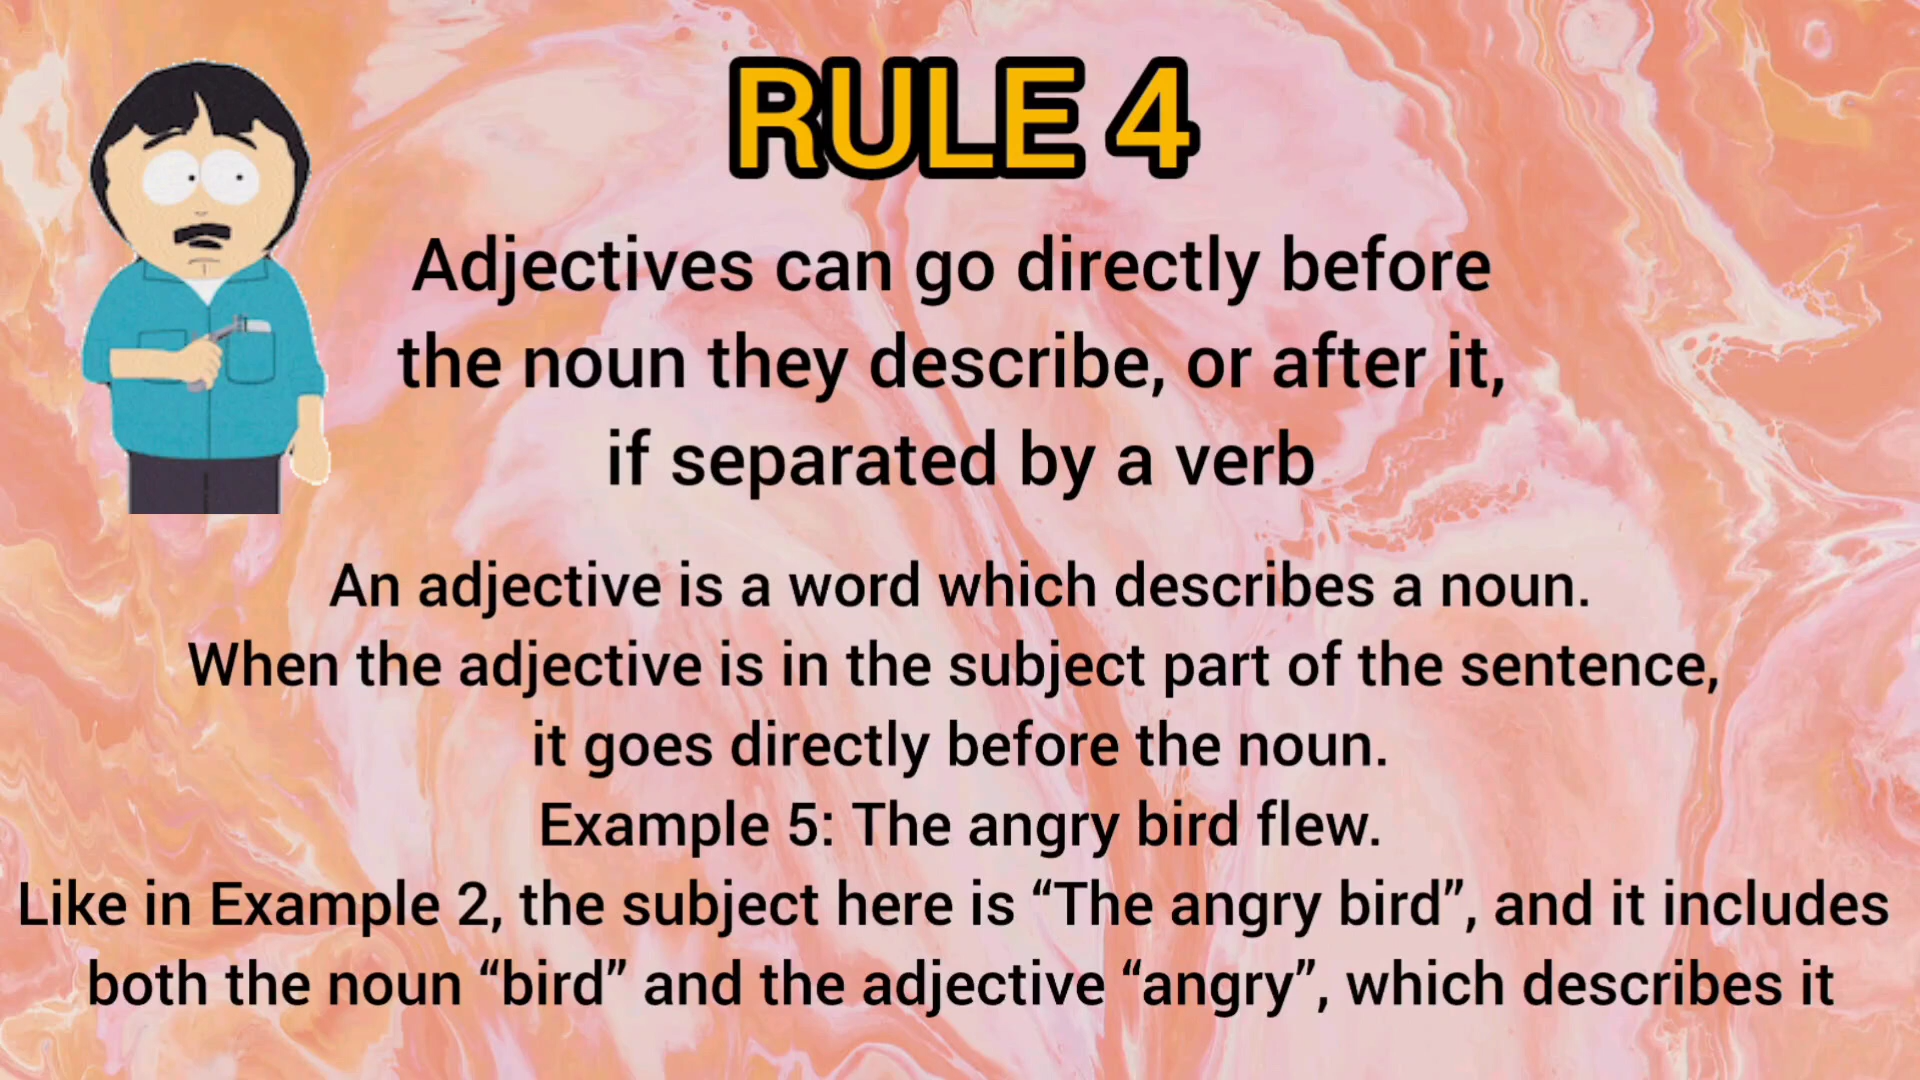 RULE 4
Adjectives can go directly before
the noun they describe, or after it,
if separated by a verb
An adjective is a word which describes a noun.
When the adjective is in the subject part of the sentence,
it goes directly before the noun.
Example 5: The angry bird flew.
Like in Example 2, the subject here is “The angry bird”, and it includes
both the noun “bird” and the adjective “angry”, which describes it